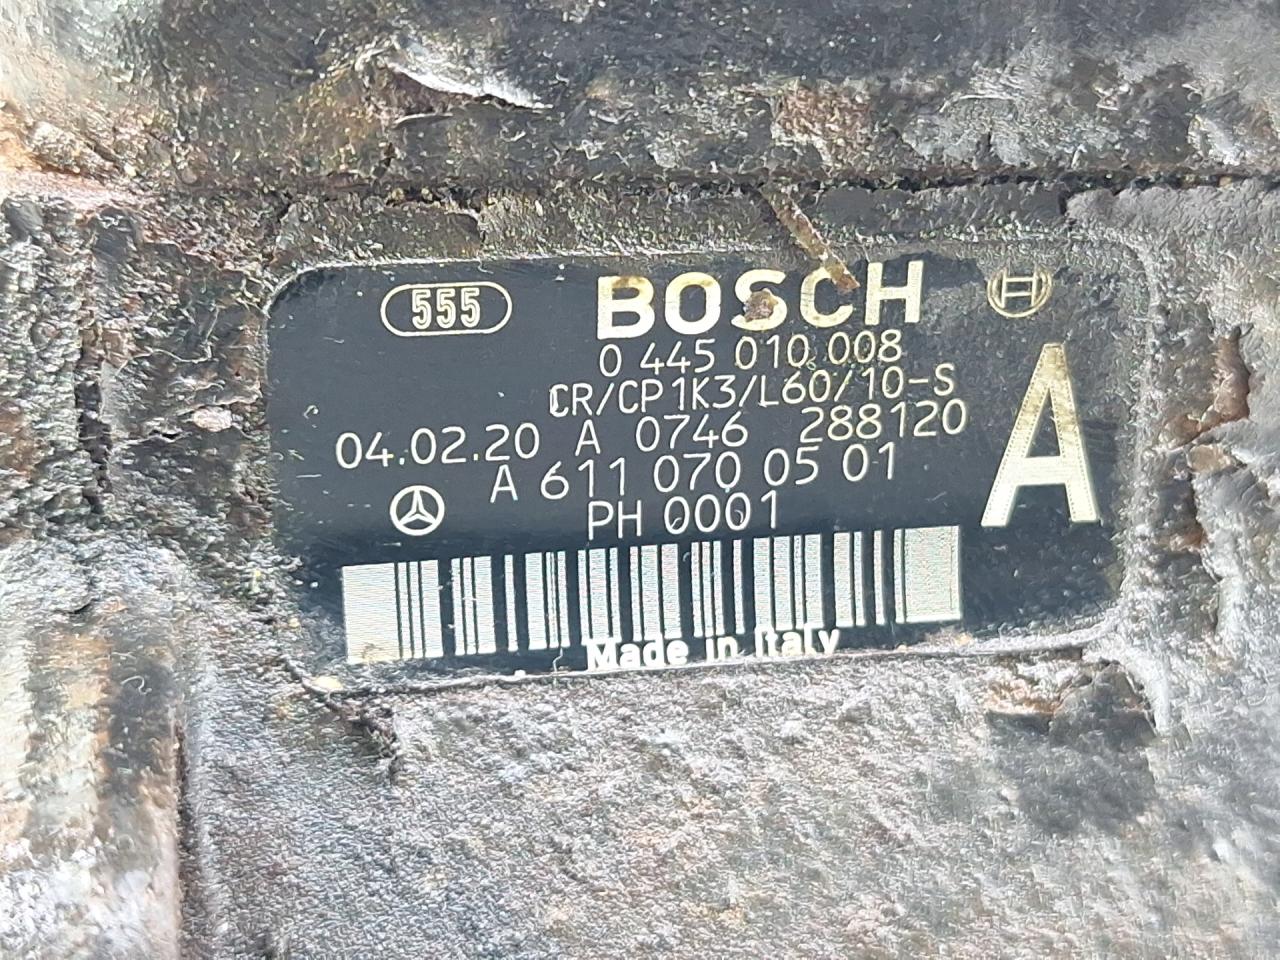 555
BOSCH
0 445 010 008
CR/CP1K3/L60/10-S
04.02.20 A 0746 288120
A 611 070 05 01
PH 0001
A
Made in Italy